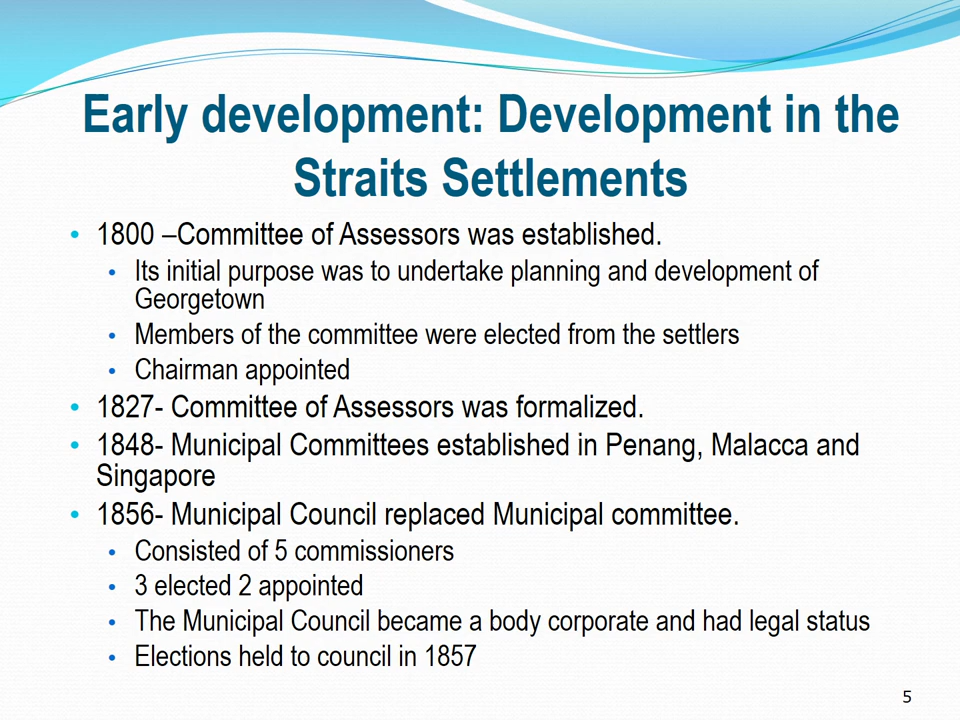 Early development: Development in the
Straits Settlements
• 1800 –Committee of Assessors was established.
• Its initial purpose was to undertake planning and development of
Georgetown
• Members of the committee were elected from the settlers
• Chairman appointed
• 1827- Committee of Assessors was formalized.
• 1848- Municipal Committees established in Penang, Malacca and
Singapore
• 1856- Municipal Council replaced Municipal committee.
• Consisted of 5 commissioners
• 3 elected 2 appointed
• The Municipal Council became a body corporate and had legal status
• Elections held to council in 1857
5